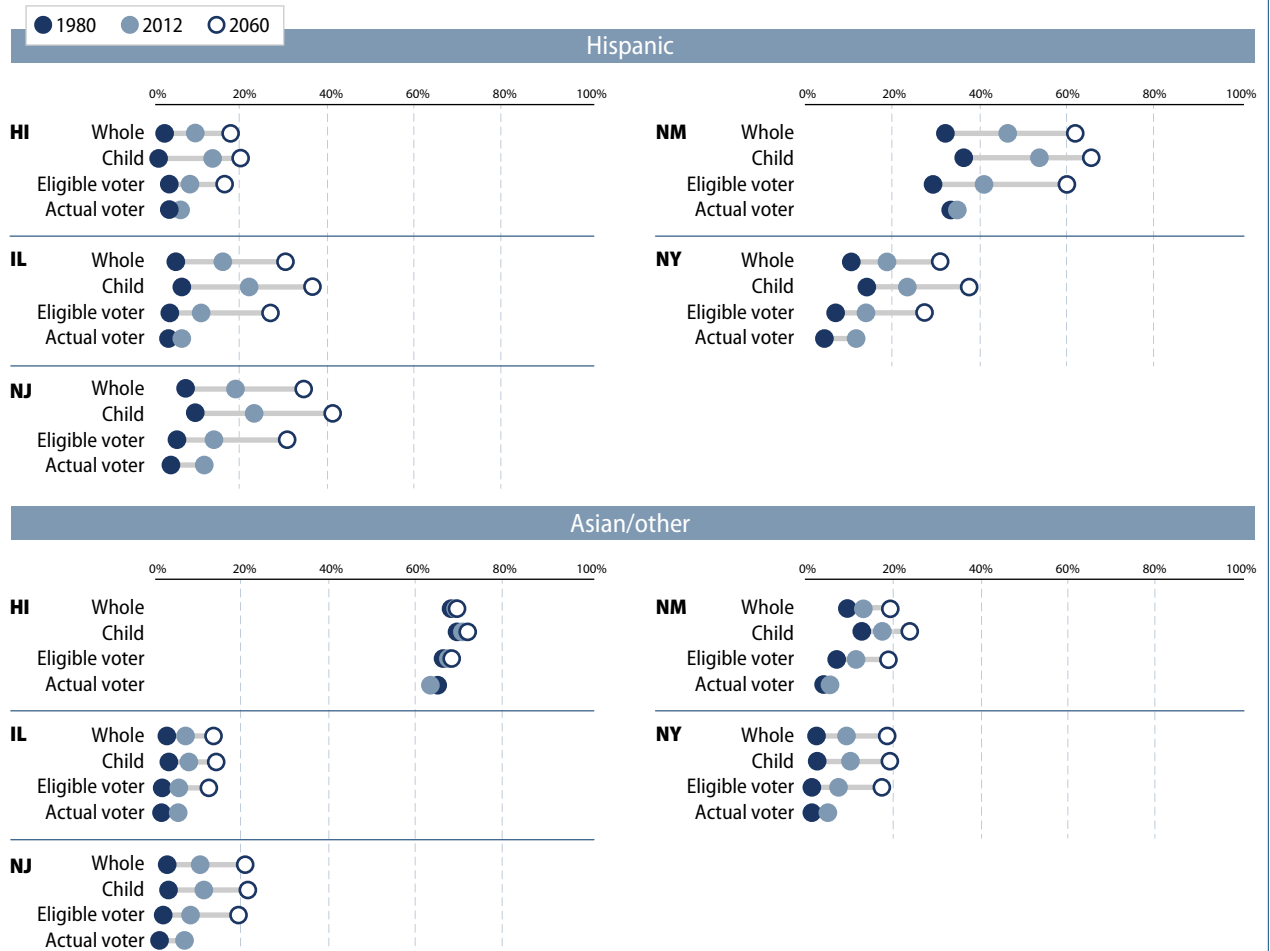 1980 2012 2060
Hispanic
0% 20% 40% 60% 80% 100%
HI Whole
Child
Eligible voter
Actual voter
IL Whole
Child
Eligible voter
Actual voter
NJ Whole
Child
Eligible voter
Actual voter
0% 20% 40% 60% 80% 100%
NM Whole
Child
Eligible voter
Actual voter
NY Whole
Child
Eligible voter
Actual voter
Asian/other
0% 20% 40% 60% 80% 100%
HI Whole
Child
Eligible voter
Actual voter
IL Whole
Child
Eligible voter
Actual voter
NJ Whole
Child
Eligible voter
Actual voter
0% 20% 40% 60% 80% 100%
NM Whole
Child
Eligible voter
Actual voter
NY Whole
Child
Eligible voter
Actual voter